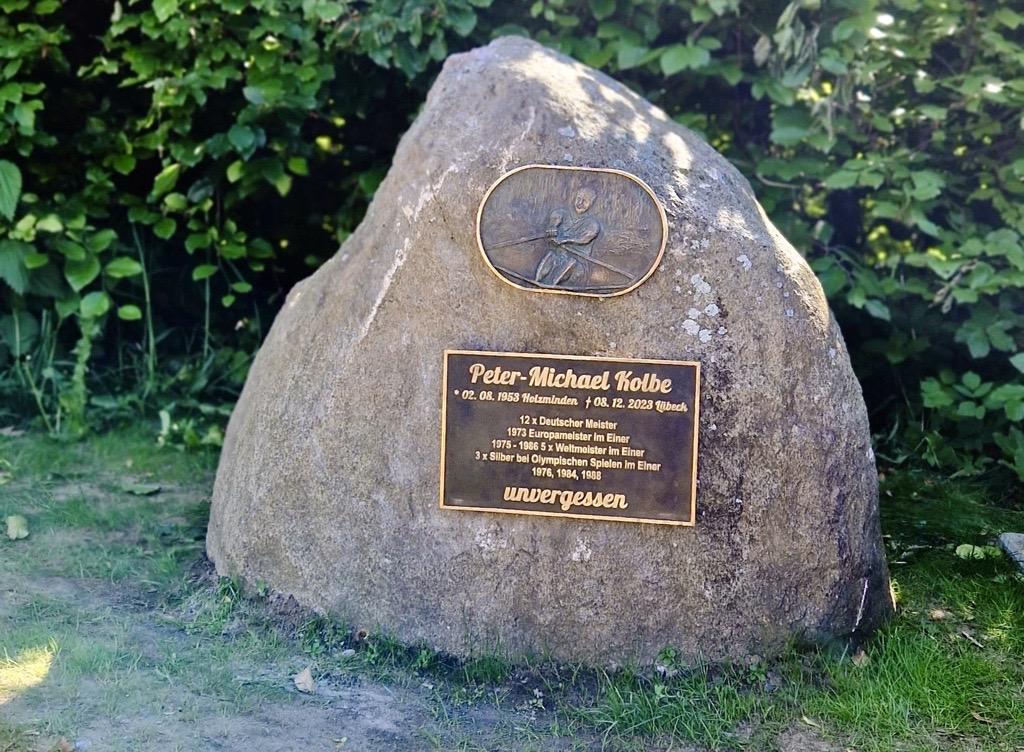 Peter-Michael Kolbe
* 02. 08. 1953 Holzminden † 08. 12. 2023 Lübeck
12 x Deutscher Meister
1973 Europameister im Einer
1975 - 1986 5 x Weltmeister im Einer
3 x Silber bei Olympischen Spielen im Einer
1976, 1984, 1988
unvergessen